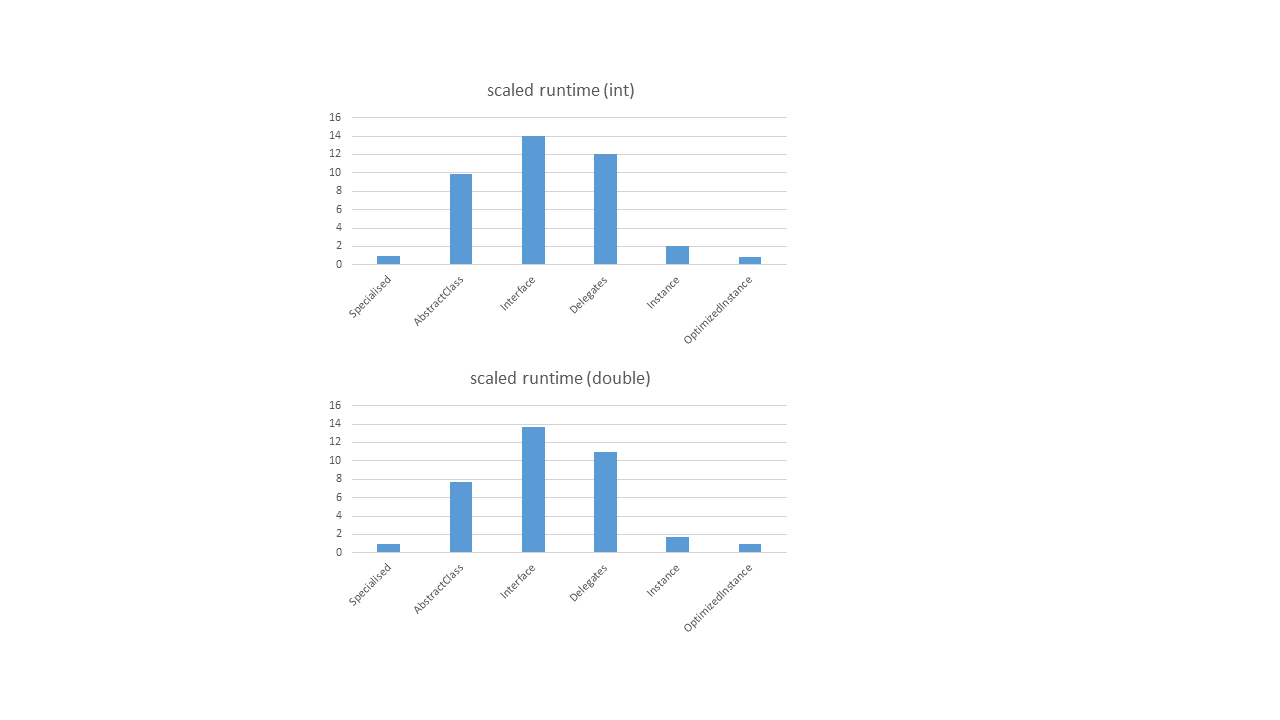 scaled runtime (int)
16
14
12
10
8
6
4
2
0
Specialised
AbstractClass
Interface
Delegates
Instance
OptimizedInstance
scaled runtime (double)
16
14
12
10
8
6
4
2
0
Specialised
AbstractClass
Interface
Delegates
Instance
OptimizedInstance